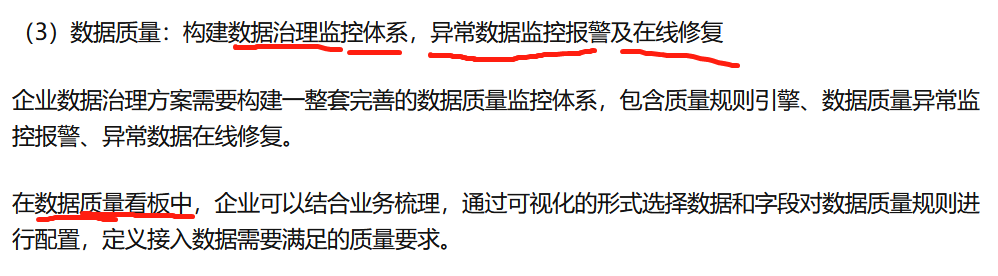 （3）数据质量：构建数据治理监控体系，异常数据监控报警及在线修复
企业数据治理方案需要构建一整套完善的数据质量监控体系，包含质量规则引擎、数据质量异常监
控报警、异常数据在线修复。
在数据质量看板中，企业可以结合业务梳理，通过可视化的形式选择数据和字段对数据质量规则进
行配置，定义接入数据需要满足的质量要求。